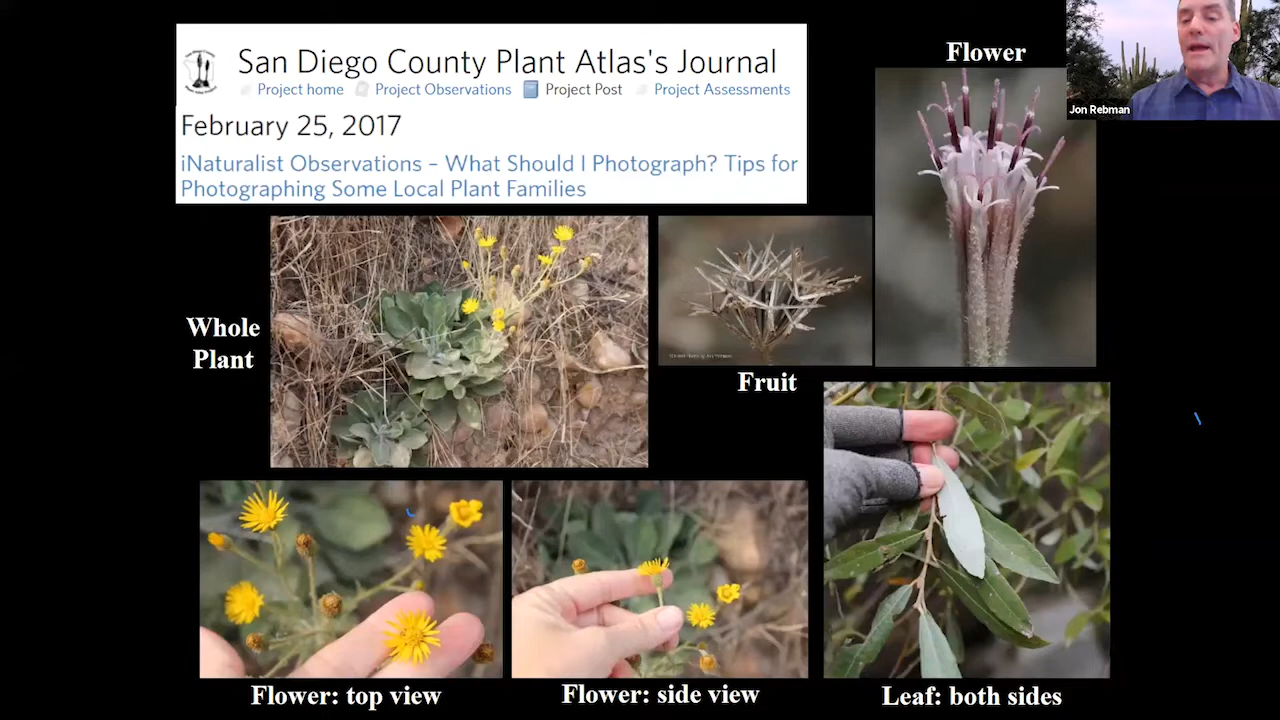 San Diego County Plant Atlas's Journal
Project home Project Observations Project Post Project Assessments
February 25, 2017
iNaturalist Observations – What Should I Photograph? Tips for
Photographing Some Local Plant Families
Flower
Jon Rebman
Whole
Plant
Fruit
Flower: top view
Flower: side view
Leaf: both sides